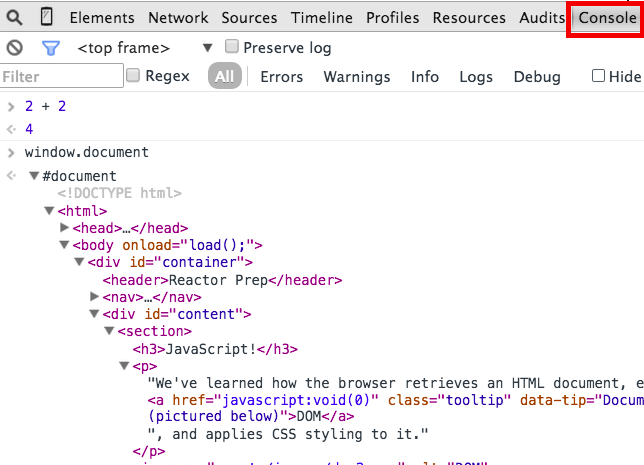 Elements Network Sources Timeline Profiles Resources Audits Console
<top frame> ▼ Preserve log
Filter Regex All Errors Warnings Info Logs Debug Hide
> 2 + 2
<· 4
> window.document
<· ▼#document
<!DOCTYPE html>
▼<html>
▶<head>…</head>
▼<body onload="load();">
▼<div id="container">
<header>Reactor Prep</header>
▶<nav>…</nav>
▼<div id="content">
▼<section>
<h3>JavaScript!</h3>
▼<p>
"We've learned how the browser retrieves an HTML document, e
<a href="javascript:void(0)" class="tooltip" data-tip="Docum
(pictured below)">DOM</a>
", and applies CSS styling to it."
</p>